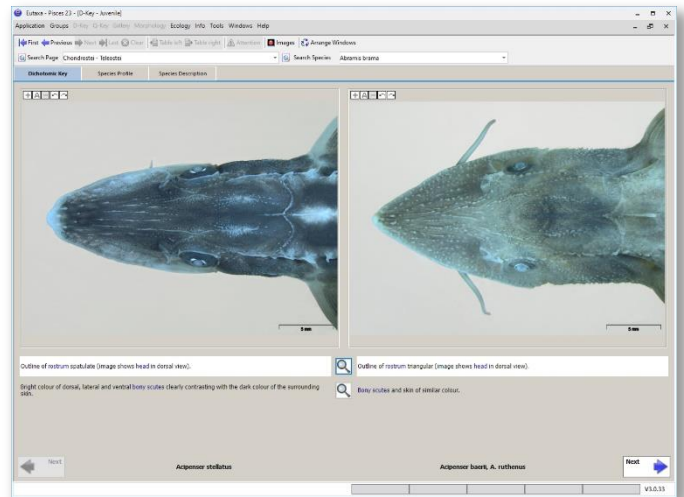 Eutaxa - Pisces 23 - [D-Key - Juvenile]
Application Groups D-Key Q-Key Gallery Morphology Ecology Info Tools Windows Help
First Previous Next Last Clear Table left Table right Attention Images Arrange Windows
Search Page Chondrostei - Teleostei Search Species Abramis brama
Dichotomic Key Species Profile Species Description
5 mm 5 mm
Outline of rostrum spatulate (image shows head in dorsal view). Outline of rostrum triangular (image shows head in dorsal view).
Bright colour of dorsal, lateral and ventral bony scutes clearly contrasting with the dark colour of the surrounding Bony scutes and skin of similar colour.
skin.
Next Acipenser stellatus Acipenser baerii, A. ruthenus Next
V3.0.33